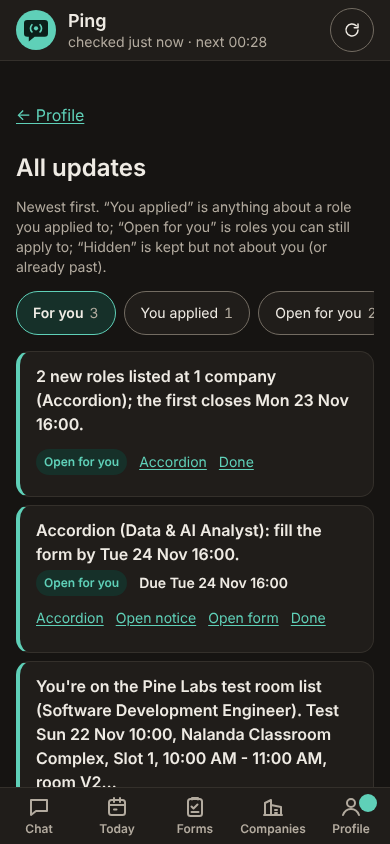 Ping
checked just now · next 00:28
← Profile
All updates
Newest first. “You applied” is anything about a role
you applied to; “Open for you” is roles you can still
apply to; “Hidden” is kept but not about you (or
already past).
For you 3
You applied 1
Open for you 2
2 new roles listed at 1 company
(Accordion); the first closes Mon 23 Nov
16:00.
Open for you Accordion Done
Accordion (Data & AI Analyst): fill the
form by Tue 24 Nov 16:00.
Open for you Due Tue 24 Nov 16:00
Accordion Open notice Open form Done
You're on the Pine Labs test room list
(Software Development Engineer). Test
Sun 22 Nov 10:00, Nalanda Classroom
Complex, Slot 1, 10:00 AM - 11:00 AM,
room V2...
Chat Today Forms Companies Profile